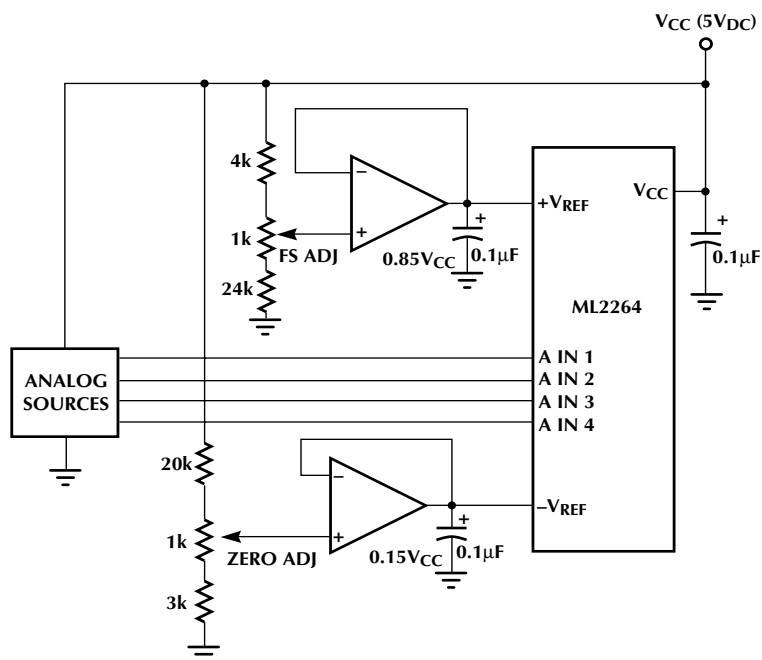 VCC (5VDC)
4k
−
VCC
+VREF
+
+
1k
+
FS ADJ
0.85VCC
0.1µF
0.1µF
24k
ML2264
A IN 1
ANALOG
SOURCES
A IN 2
A IN 3
A IN 4
20k
−
+
−VREF
1k
+
ZERO ADJ
0.15VCC
0.1µF
3k